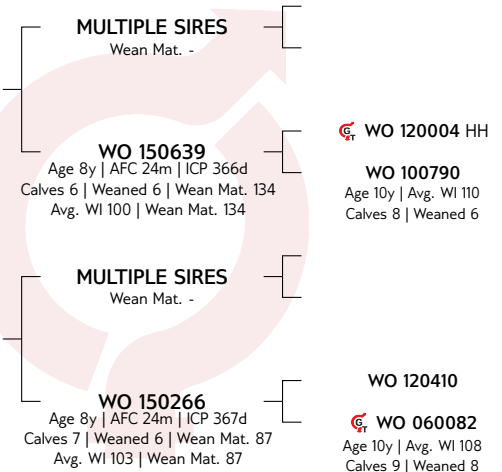 MULTIPLE SIRES
Wean Mat. -
WO 120004 HH
WO 150639
Age 8y | AFC 24m | ICP 366d
Calves 6 | Weaned 6 | Wean Mat. 134
Avg. WI 100 | Wean Mat. 134
WO 100790
Age 10y | Avg. WI 110
Calves 8 | Weaned 6
MULTIPLE SIRES
Wean Mat. -
WO 120410
WO 150266
Age 8y | AFC 24m | ICP 367d
Calves 7 | Weaned 6 | Wean Mat. 87
Avg. WI 103 | Wean Mat. 87
GT WO 060082
Age 10y | Avg. WI 108
Calves 9 | Weaned 8